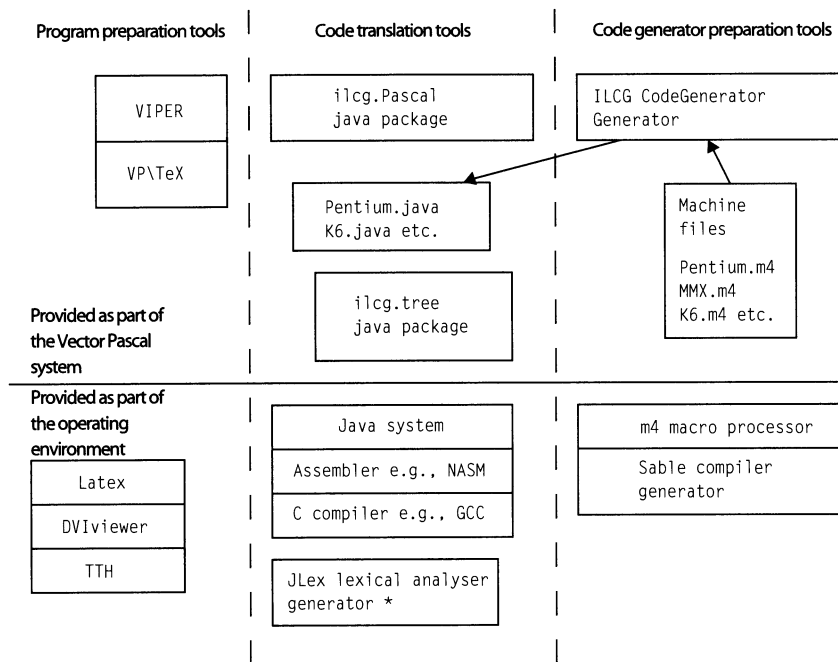 Program preparation tools
Code translation tools
Code generator preparation tools
VIPER
VP\TeX
ilcg.Pascal
java package
ILCG CodeGenerator
Generator
Pentium.java
K6.java etc.
Machine
files
Pentium.m4
MMX.m4
K6.m4 etc.
ilcg.tree
java package
Provided as part of
the Vector Pascal
system
Provided as part of
the operating
environment
Latex
DVIviewer
TTH
Java system
Assembler e.g., NASM
C compiler e.g., GCC
JLex lexical analyser
generator *
m4 macro processor
Sable compiler
generator